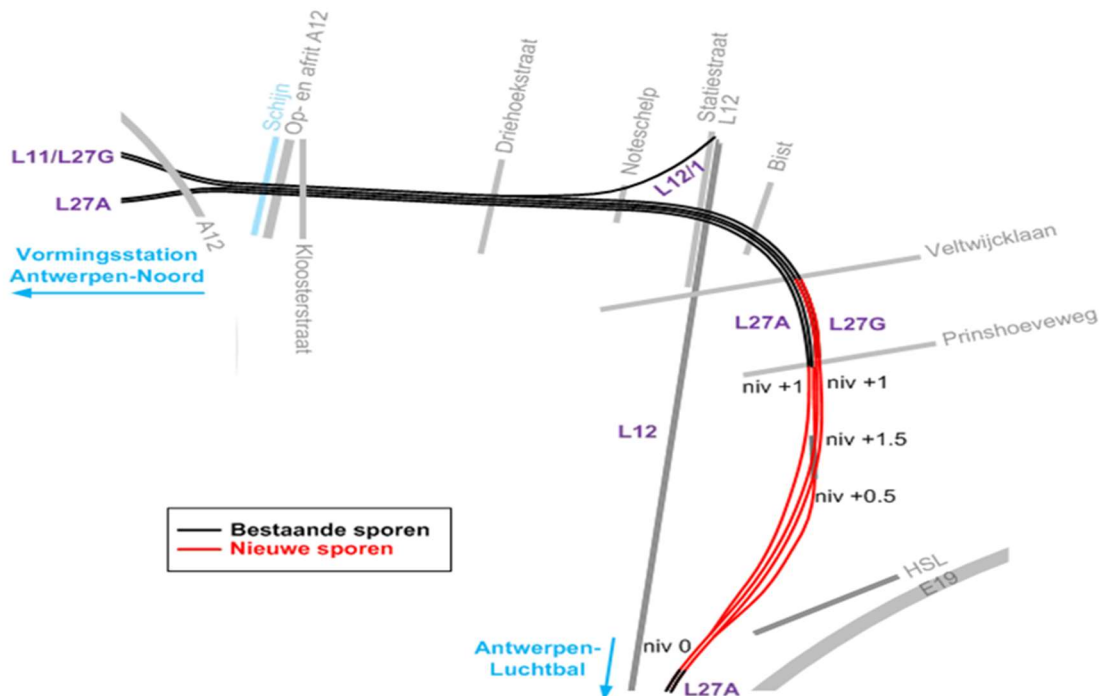 Schijn
Op- en afrit A12
Driehoekstraat
Noteschelp
Statiestraat
L12
Bist
L11/L27G
L12/1
L27A
A12
Kloosterstraat
Vormingsstation
Antwerpen-Noord
Veltwijcklaan
L27A
L27G
Prinshoeveweg
niv +1
niv +1
L12
niv +1.5
niv +0.5
Bestaande sporen
Nieuwe sporen
HSL
E19
Antwerpen-
Luchtbal
niv 0
L27A